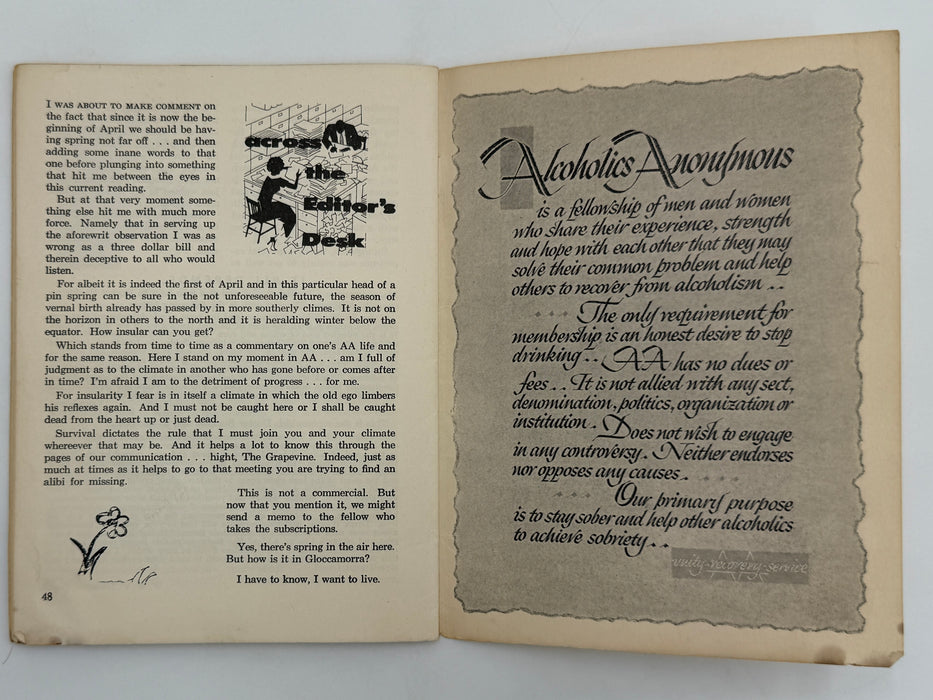 I WAS ABOUT TO MAKE COMMENT on
the fact that since it is now the be-
ginning of April we should be hav-
ing spring not far off . . . and then
adding some inane words to that
one before plunging into something
that hit me between the eyes in
this current reading.
But at that very moment some-
thing else hit me with much more
force. Namely that in serving up
the aforewrit observation I was as
wrong as a three dollar bill and
therein deceptive to all who would
listen.
across
the
Editor's
Desk
For albeit it is indeed the first of April and in this particular head of a
pin spring can be sure in the not unforeseeable future, the season of
vernal birth already has passed by in more southerly climes. It is not on
the horizon in others to the north and it is heralding winter below the
equator. How insular can you get?
Which stands from time to time as a commentary on one's AA life and
for the same reason. Here I stand on my moment in AA . . . am I full of
judgment as to the climate in another who has gone before or comes after
in time? I'm afraid I am to the detriment of progress . . . for me.
For insularity I fear is in itself a climate in which the old ego limbers
his reflexes again. And I must not be caught here or I shall be caught
dead from the heart up or just dead.
Survival dictates the rule that I must join you and your climate
whereever that may be. And it helps a lot to know this through the
pages of our communication . . . hight, The Grapevine. Indeed, just as
much at times as it helps to go to that meeting you are trying to find an
alibi for missing.
This is not a commercial. But
now that you mention it, we might
send a memo to the fellow who
takes the subscriptions.
Yes, there's spring in the air here.
But how is it in Gloccamorra?
I have to know, I want to live.
48
Alcoholics Anonymous
is a fellowship of men and women
who share their experience, strength
and hope with each other that they may
solve their common problem and help
others to recover from alcoholism . .
The only requirement for
membership is an honest desire to stop
drinking . . AA has no dues or
fees . . It is not allied with any sect,
denomination, politics, organization or
institution . Does not wish to engage
in any controversy . Neither endorses
nor opposes any causes .
Our primary purpose
is to stay sober and help other alcoholics
to achieve sobriety . .
unity-recovery-service